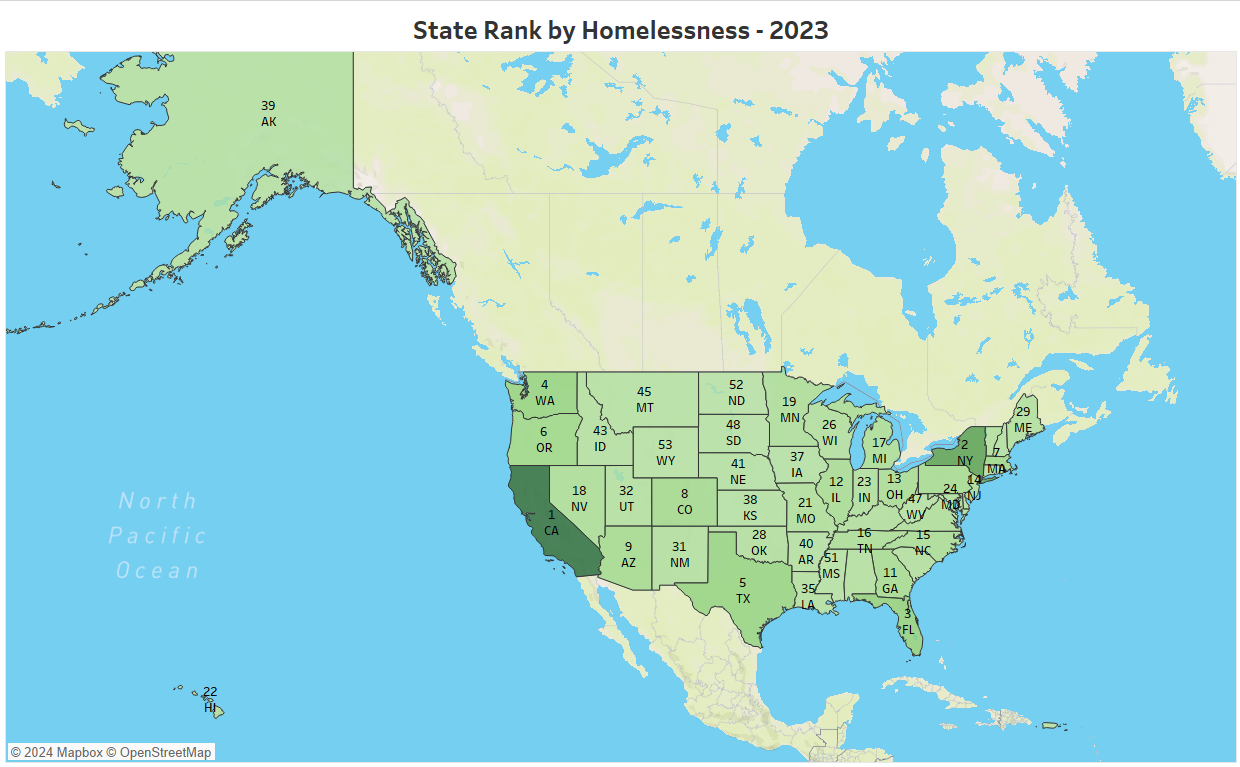 State Rank by Homelessness - 2023
39
AK
4
WA
45
MT
52
ND
19
MN
29
ME
6
OR
43
ID
48
SD
26
WI
17
MI
2
NY
7
MA
53
WY
37
IA
41
NE
18
NV
32
UT
8
CO
38
KS
12
IL
23
IN
13
OH
24
MD
14
NJ
47
WV
21
MO
1
CA
9
AZ
31
NM
28
OK
40
AR
16
TN
15
NC
51
MS
11
GA
5
TX
35
LA
3
FL
North
Pacific
Ocean
22
HI
© 2024 Mapbox © OpenStreetMap